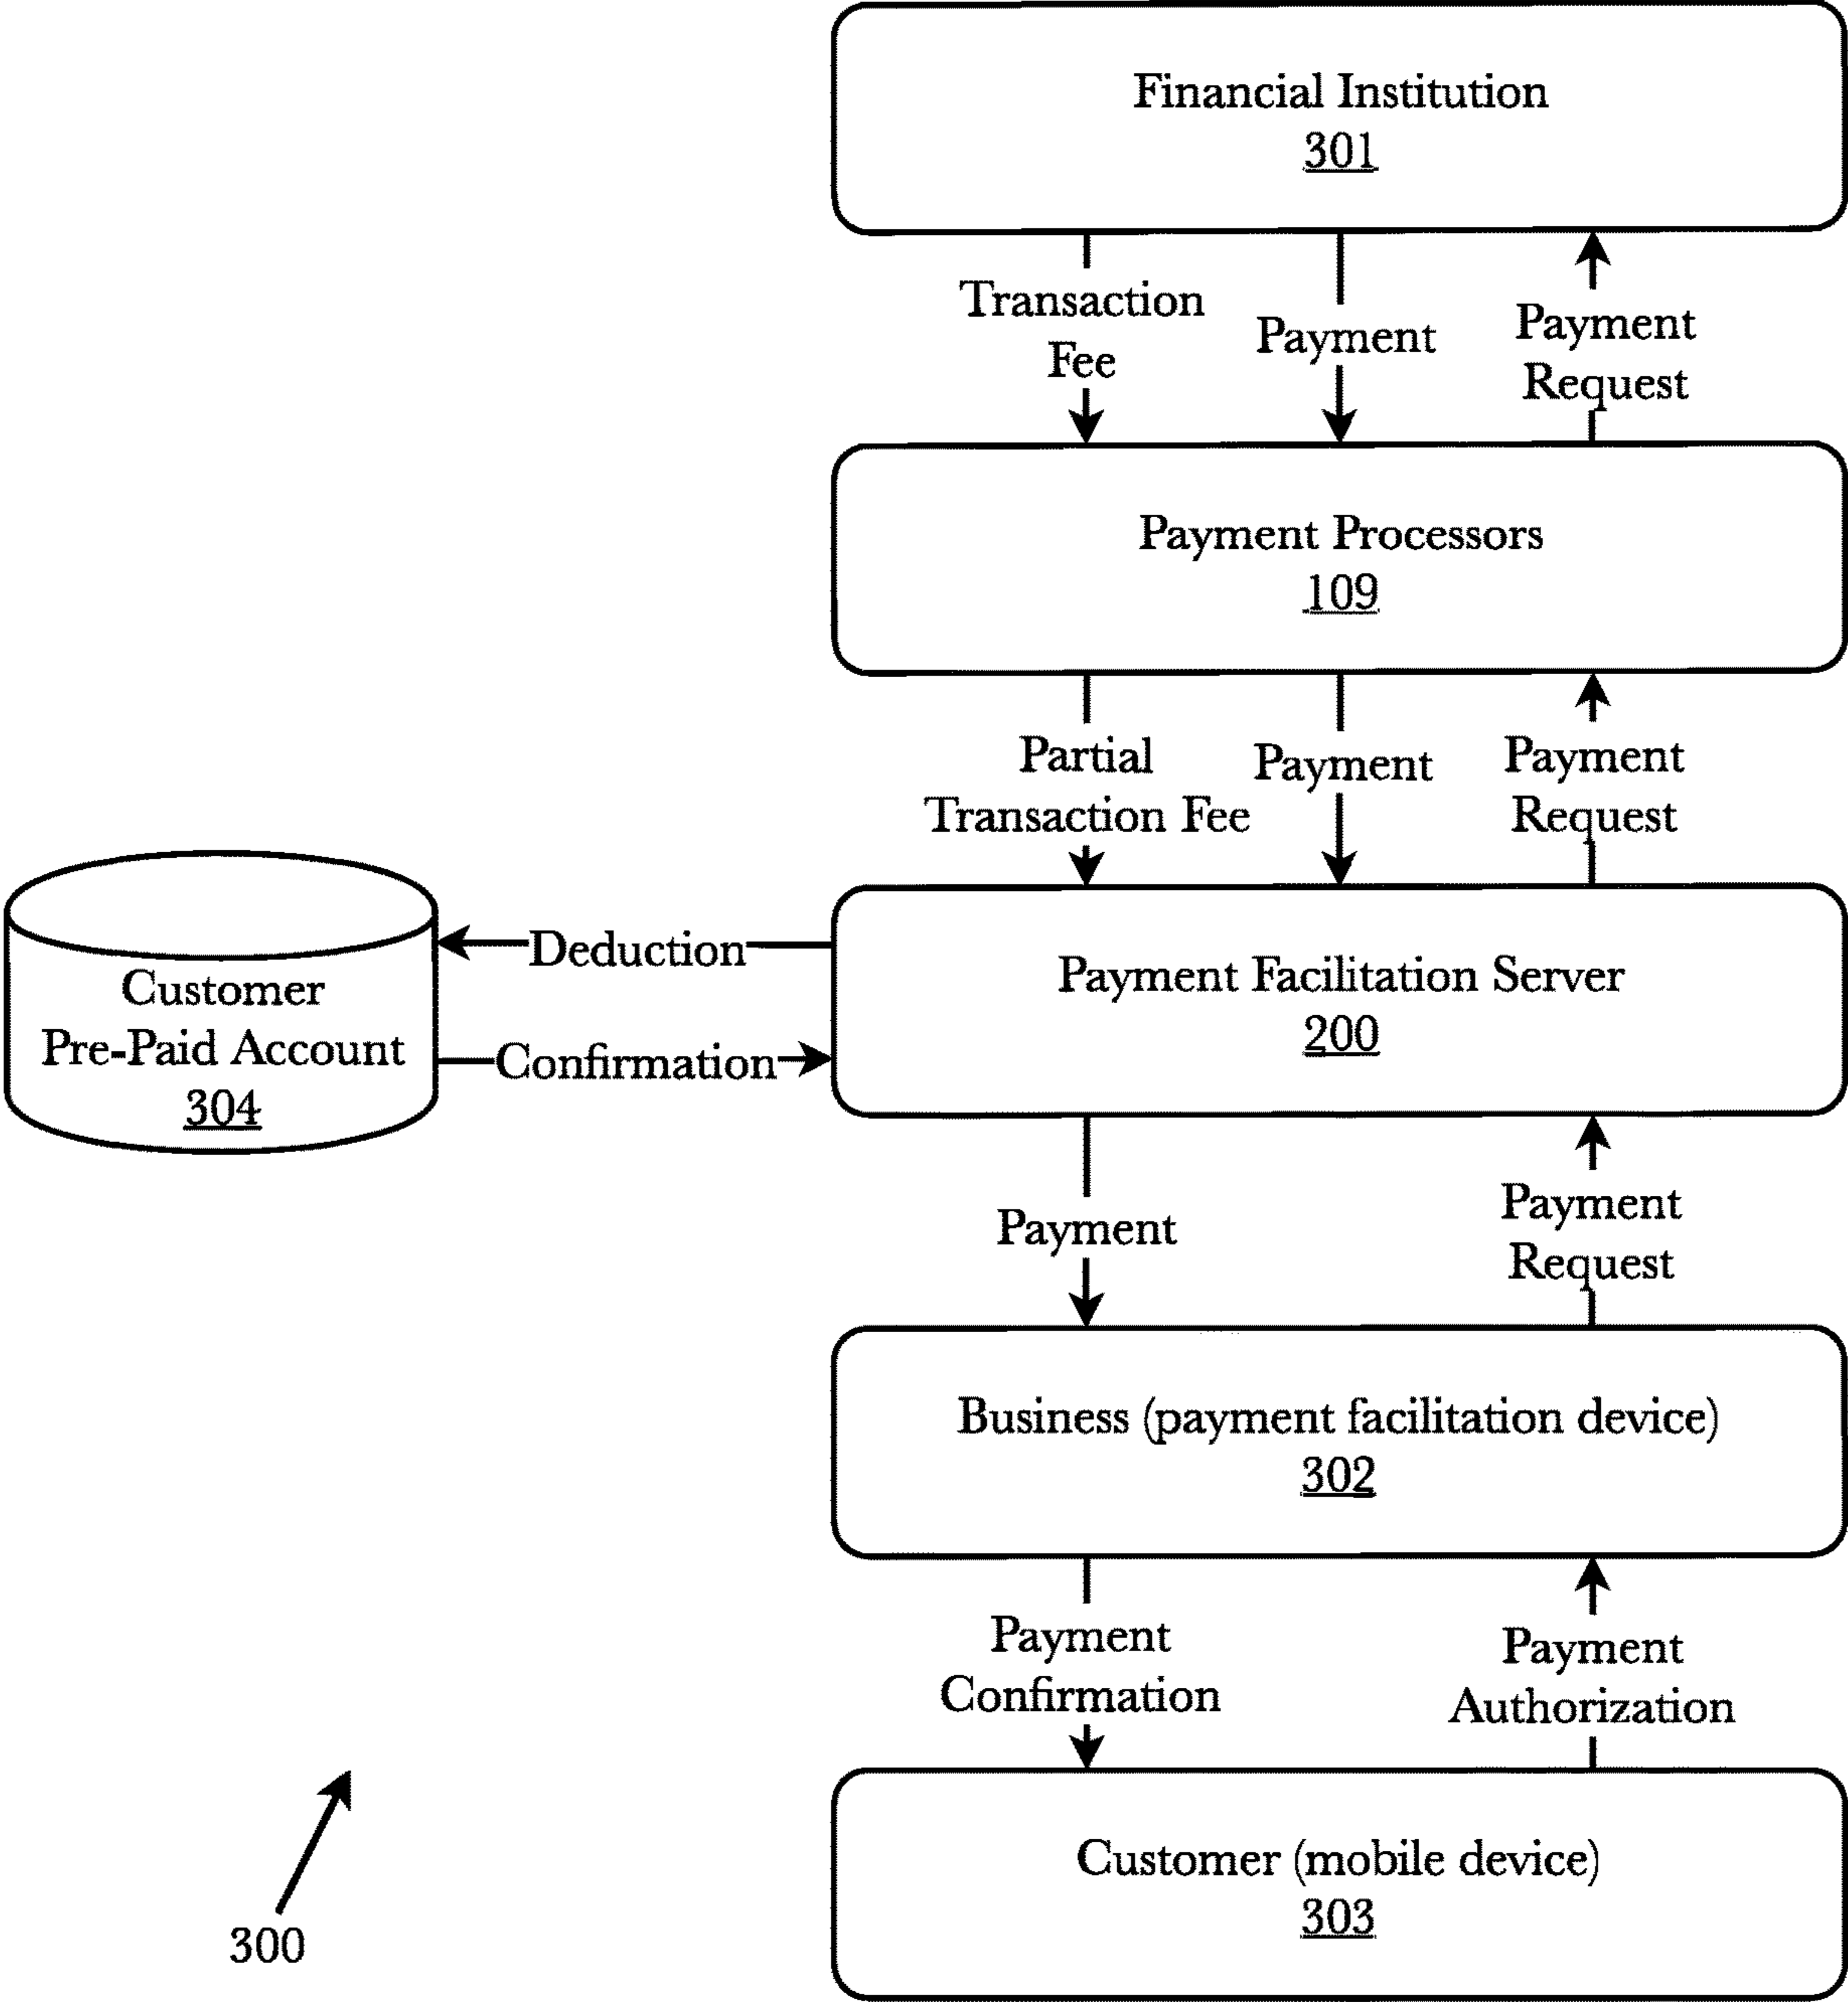 Financial Institution
301
Transaction
Fee
Payment
Payment
Request
Payment Processors
109
Partial
Transaction Fee
Payment
Payment
Request
Customer
Pre-Paid Account
304
Deduction
Confirmation
Payment Facilitation Server
200
Payment
Payment
Request
Business (payment facilitation device)
302
Payment
Confirmation
Payment
Authorization
Customer (mobile device)
303
300